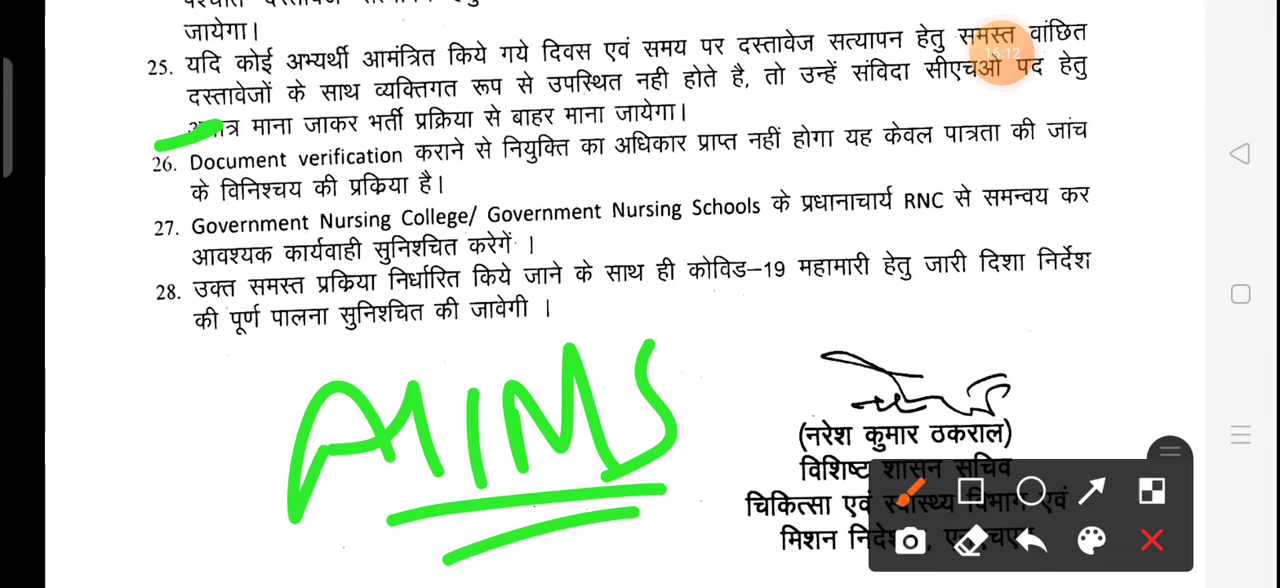 जायेगा।
25. यदि कोई अभ्यर्थी आमंत्रित किये गये दिवस एवं समय पर दस्तावेज सत्यापन हेतु समस्त वांछित
दस्तावेजों के साथ व्यक्तिगत रूप से उपस्थित नही होते है, तो उन्हें संविदा सीएचओ पद हेतु
माना जाकर भर्ती प्रक्रिया से बाहर माना जायेगा।
26. Document verification कराने से नियुक्ति का अधिकार प्राप्त नहीं होगा यह केवल पात्रता की जांच
के विनिश्चय की प्रक्रिया है।
27. Government Nursing College/ Government Nursing Schools के प्रधानाचार्य RNC से समन्वय कर
आवश्यक कार्यवाही सुनिश्चित करेगें ।
28. उक्त समस्त प्रक्रिया निर्धारित किये जाने के साथ ही कोविड–19 महामारी हेतु जारी दिशा निर्देश
की पूर्ण पालना सुनिश्चित की जावेगी ।
AIIMS
(नरेश कुमार ठकराल)
विशिष्ट शासन सचिव
चिकित्सा एवं स्वास्थ्य विभाग एवं
मिशन